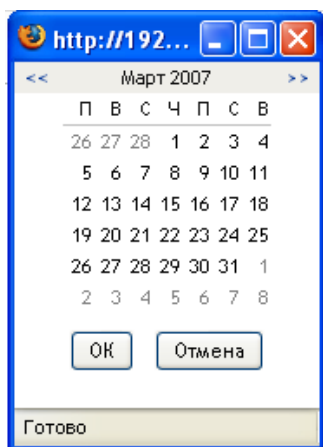 http://192...
<< Март 2007 >>
П В С Ч П С В
26 27 28 1 2 3 4
5 6 7 8 9 10 11
12 13 14 15 16 17 18
19 20 21 22 23 24 25
26 27 28 29 30 31 1
2 3 4 5 6 7 8
ОК Отмена
Готово